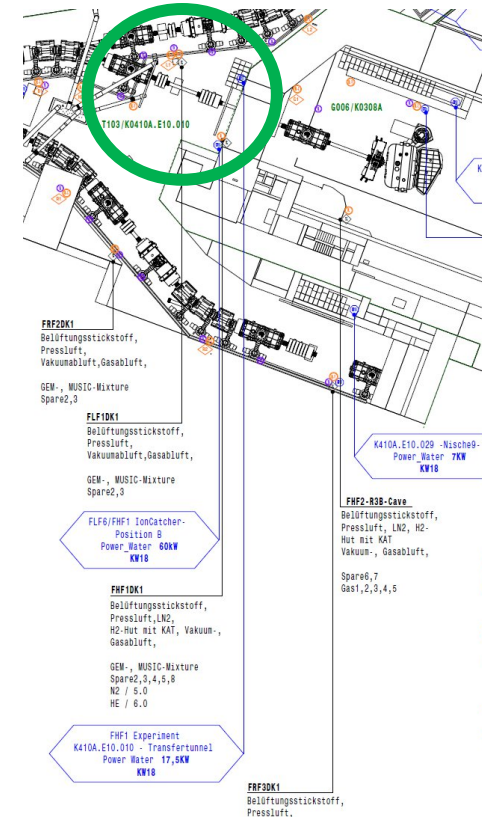 T103/K0410A.E10.010
G006/K0308A
K
FRF2DK1
Belüftungsstickstoff,
Pressluft,
Vakuumabluft,Gasabluft,
GEM-, MUSIC-Mixture
Spare2,3
FLF1DK1
Belüftungsstickstoff,
Pressluft,
Vakuumabluft,Gasabluft,
GEM-, MUSIC-Mixture
Spare2,3
K410A.E10.029 -Nische9-
Power_Water 7KW
KW18
FHF2-R3B-Cave
Belüftungsstickstoff,
Pressluft, LN2, H2-
Hut mit KAT
Vakuum-, Gasabluft,
Spare6,7
Gas1,2,3,4,5
FLF6/FHF1 IonCatcher-
Position B
Power_Water 60kW
KW18
FHF1DK1
Belüftungsstickstoff,
Pressluft,LN2,
H2-Hut mit KAT, Vakuum-,
Gasabluft,
GEM-, MUSIC-Mixture
Spare2,3,4,5,8
N2 / 5.0
HE / 6.0
FHF1 Experiment
K410A.E10.010 - Transfertunnel
Power Water 17,5KW
KW18
FRF3DK1
Belüftungsstickstoff,
Pressluft,